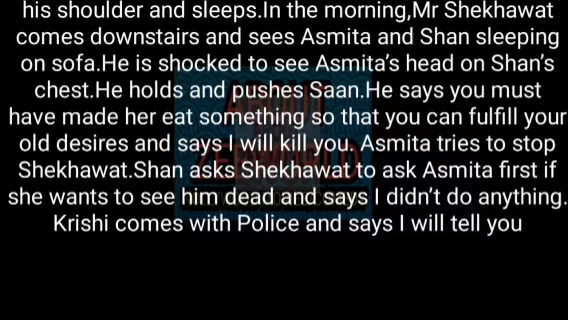 his shoulder and sleeps.In the morning,Mr Shekhawat
comes downstairs and sees Asmita and Shan sleeping
on sofa.He is shocked to see Asmita’s head on Shan’s
chest.He holds and pushes Saan.He says you must
have made her eat something so that you can fulfill your
old desires and says I will kill you. Asmita tries to stop
Shekhawat.Shan asks Shekhawat to ask Asmita first if
she wants to see him dead and says I didn’t do anything.
Krishi comes with Police and says I will tell you